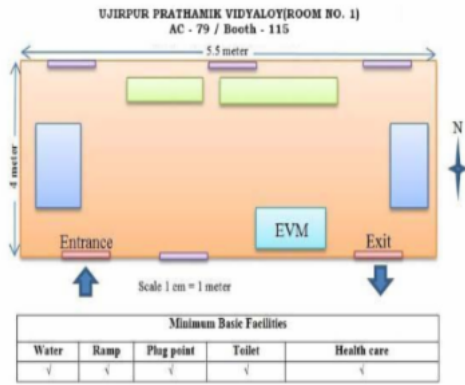 UJIRPUR PRATHAMIK VIDYALOY(ROOM NO. 1)
AC - 79 / Booth - 115
5.5 meter
4 meter
N
EVM
Entrance
Exit
Scale 1 cm = 1 meter
Minimum Basic Facilities
Water Ramp Plug point Toilet Health care
√ √ √ √ √